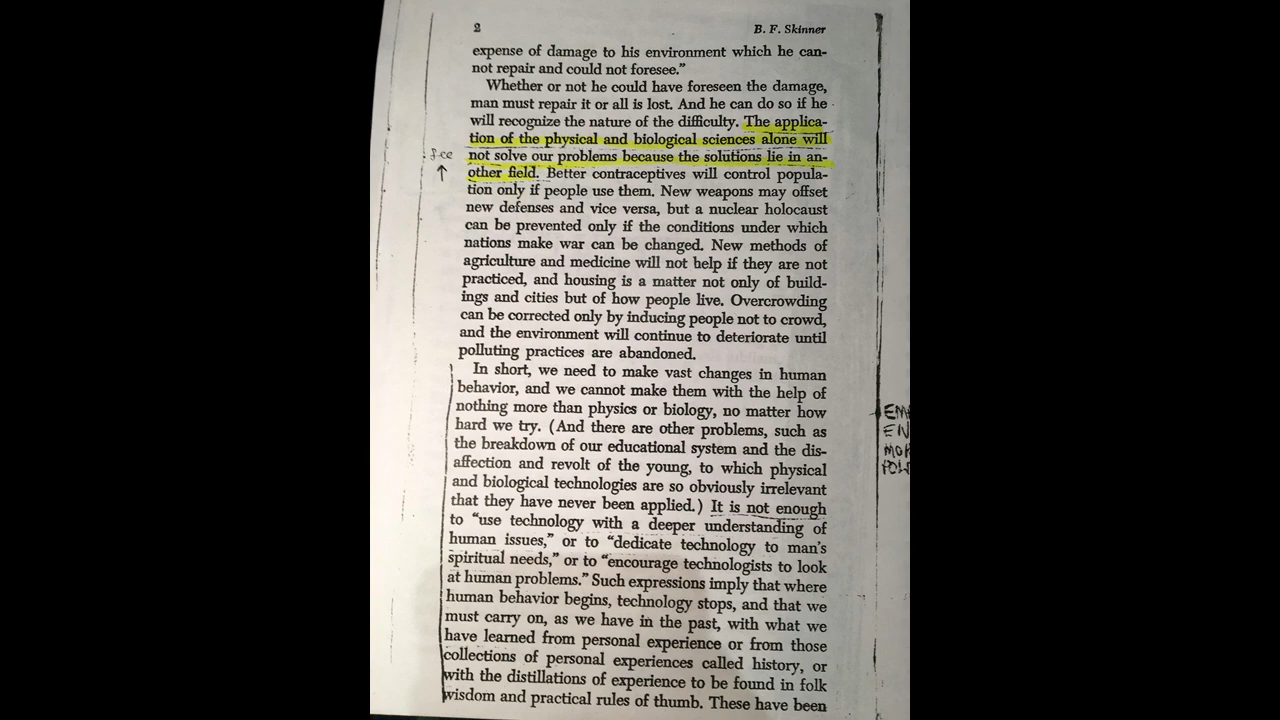 2 B. F. Skinner
expense of damage to his environment which he can-
not repair and could not foresee.”
Whether or not he could have foreseen the damage,
man must repair it or all is lost. And he can do so if he
will recognize the nature of the difficulty. The applica-
tion of the physical and biological sciences alone will
not solve our problems because the solutions lie in an-
other field. Better contraceptives will control popula-
tion only if people use them. New weapons may offset
new defenses and vice versa, but a nuclear holocaust
can be prevented only if the conditions under which
nations make war can be changed. New methods of
agriculture and medicine will not help if they are not
practiced, and housing is a matter not only of build-
ings and cities but of how people live. Overcrowding
can be corrected only by inducing people not to crowd,
and the environment will continue to deteriorate until
polluting practices are abandoned.
In short, we need to make vast changes in human
behavior, and we cannot make them with the help of
nothing more than physics or biology, no matter how
hard we try. (And there are other problems, such as
the breakdown of our educational system and the dis-
affection and revolt of the young, to which physical
and biological technologies are so obviously irrelevant
that they have never been applied.) It is not enough
to “use technology with a deeper understanding of
human issues,” or to “dedicate technology to man’s
spiritual needs,” or to “encourage technologists to look
at human problems.” Such expressions imply that where
human behavior begins, technology stops, and that we
must carry on, as we have in the past, with what we
have learned from personal experience or from those
collections of personal experiences called history, or
with the distillations of experience to be found in folk
wisdom and practical rules of thumb. These have been